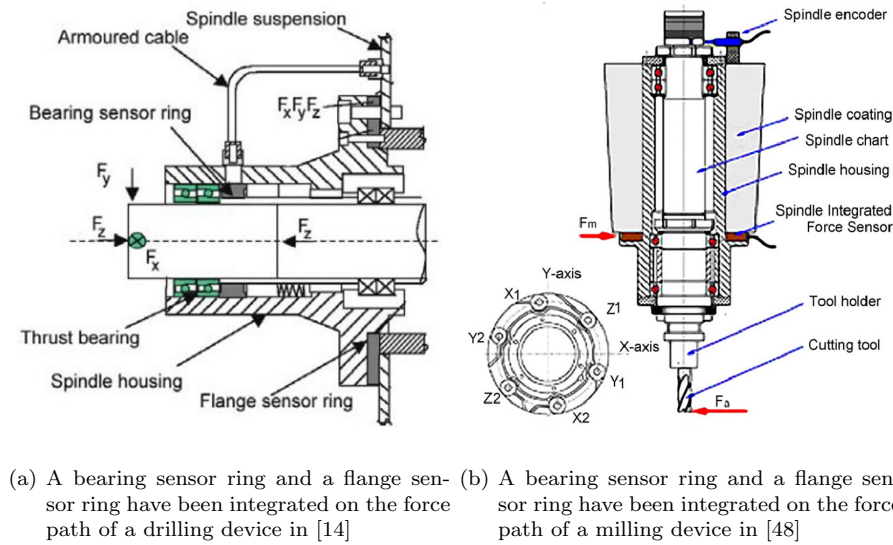 Spindle suspension
Armoured cable
Bearing sensor ring
FxFyFz
Fy
Fz
Fx
Fz
Thrust bearing
Spindle housing
Flange sensor ring
Spindle encoder
Spindle coating
Spindle chart
Spindle housing
Spindle Integrated
Force Sensor
Fm
Tool holder
Cutting tool
Fa
Y-axis
X1
Z1
X-axis
Y2
Y1
Z2
X2
(a) A bearing sensor ring and a flange sen-
sor ring have been integrated on the force
path of a drilling device in [14]
(b) A bearing sensor ring and a flange sen
sor ring have been integrated on the force
path of a milling device in [48]